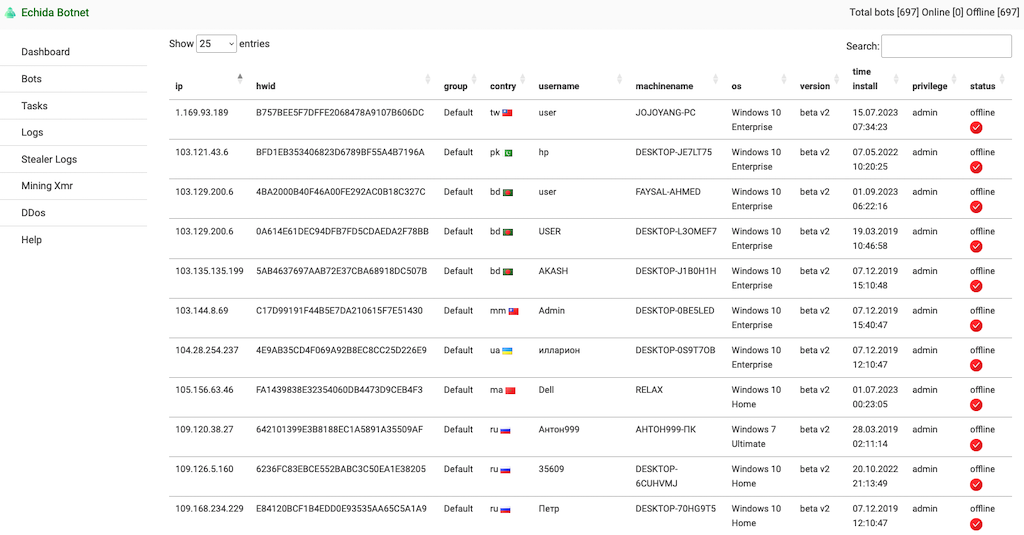 Echida Botnet
Total bots [697] Online [0] Offline [697]
Dashboard
Bots
Tasks
Logs
Stealer Logs
Mining Xmr
DDos
Help
Show 25 entries
Search:
ip hwid group contry username machinename os version time install privilege status
1.169.93.189 B757BEE5F7DFFE2068478A9107B606DC Default tw user JOJOYANG-PC Windows 10 Enterprise beta v2 15.07.2023 07:34:23 admin offline
103.121.43.6 BFD1EB353406823D6789BF55A4B7196A Default pk hp DESKTOP-JE7LT75 Windows 10 Enterprise beta v2 07.05.2022 10:20:25 admin offline
103.129.200.6 4BA2000B40F46A00FE292AC0B18C327C Default bd user FAYSAL-AHMED Windows 10 Enterprise beta v2 01.09.2023 06:22:16 admin offline
103.129.200.6 0A614E61DEC94DFB7FD5CDAEDA2F78BB Default bd USER DESKTOP-L3OMEF7 Windows 10 Enterprise beta v2 19.03.2019 10:46:58 admin offline
103.135.135.199 5AB4637697AAB72E37CBA68918DC507B Default bd AKASH DESKTOP-J1B0H1H Windows 10 Enterprise beta v2 07.12.2019 15:10:48 admin offline
103.144.8.69 C17D99191F44B5E7DA210615F7E51430 Default mm Admin DESKTOP-0BE5LED Windows 10 Enterprise beta v2 07.12.2019 15:40:47 admin offline
104.28.254.237 4E9AB35CD4F069A92B8EC8CC25D226E9 Default ua илларион DESKTOP-0S9T7OB Windows 10 Enterprise beta v2 07.12.2019 12:10:47 admin offline
105.156.63.46 FA1439838E32354060DB4473D9CEB4F3 Default ma Dell RELAX Windows 10 Home beta v2 01.07.2023 00:23:05 admin offline
109.120.38.27 642101399E3B8188EC1A5891A35509AF Default ru Антон999 АНТОН999-ПК Windows 7 Ultimate beta v2 28.03.2019 02:11:14 admin offline
109.126.5.160 6236FC83EBCE552BABC3C50EA1E38205 Default ru 35609 DESKTOP-6CUHVMJ Windows 10 Home beta v2 20.10.2022 21:13:49 admin offline
109.168.234.229 E84120BCF1B4EDD0E93535AA65C5A1A9 Default ru Петр DESKTOP-70HG9T5 Windows 10 Home beta v2 07.12.2019 12:10:47 admin offline